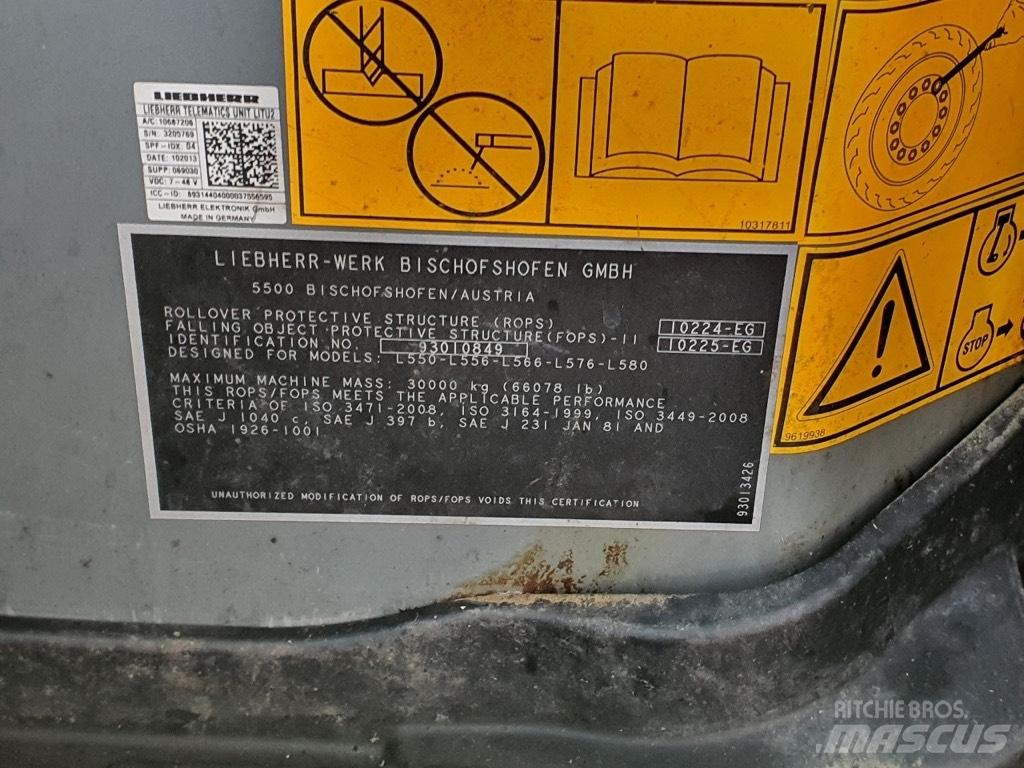 LIEBHERR
LIEBHERR TELEMATICS UNIT LITU2
A/C: 10687206
S/N: 3205769
SPF-IDX: 04
DATE: 102013
SUPP: 069030
VDC: 7-48 V
ICC-ID: 8931440400003755 6595
LIEBHERR ELEKTRONIK GmbH
MADE IN GERMANY
10317811
STOP
9619938
LIEBHERR-WERK BISCHOFSHOFEN GMBH
5500 BISCHOFSHOFEN/AUSTRIA
ROLLOVER PROTECTIVE STRUCTURE (ROPS) 10224-EG
FALLING OBJECT PROTECTIVE STRUCTURE(FOPS)-II 10225-EG
IDENTIFICATION NO. 93010849
DESIGNED FOR MODELS: L550-L556-L566-L576-L580
MAXIMUM MACHINE MASS: 30000 kg (66078 lb)
THIS ROPS/FOPS MEETS THE APPLICABLE PERFORMANCE
CRITERIA OF ISO 3471-2008, ISO 3164-1999, ISO 3449-2008
SAE J 1040 c, SAE J 397 b, SAE J 231 JAN 81 AND
OSHA 1926-1001
UNAUTHORIZED MODIFICATION OF ROPS/FOPS VOIDS THIS CERTIFICATION
93013426
RITCHIE BROS.
MASCUS